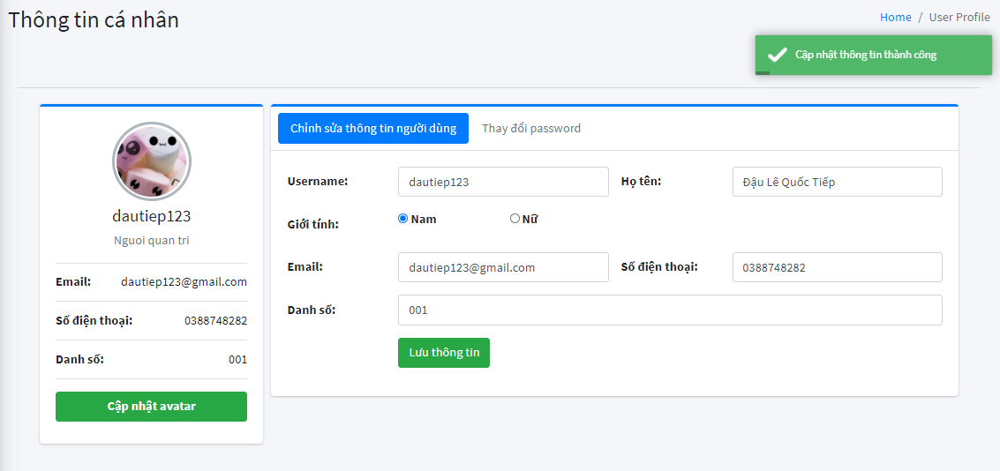 Thông tin cá nhân
Home / User Profile
Cập nhật thông tin thành công
dautiep123
Nguoi quan tri
Email: dautiep123@gmail.com
Số điện thoại: 0388748282
Danh số: 001
Cập nhật avatar
Chỉnh sửa thông tin người dùng Thay đổi password
Username: dautiep123 Họ tên: Đậu Lê Quốc Tiếp
Giới tính: Nam Nữ
Email: dautiep123@gmail.com Số điện thoại: 0388748282
Danh số: 001
Lưu thông tin